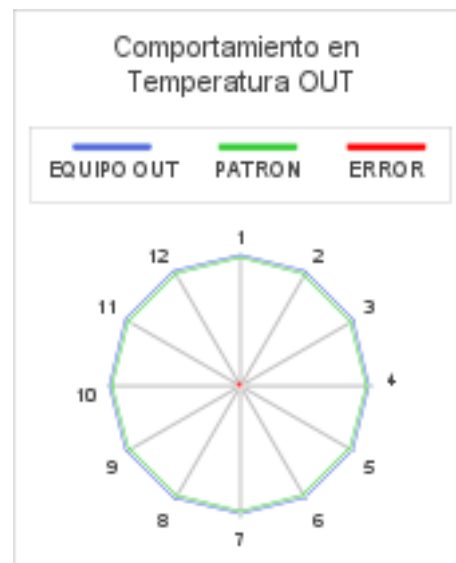 Comportamiento en
Temperatura OUT
EQUIPO OUT PATRON ERROR
1
12 2
11 3
10 4
9 5
8 6
7